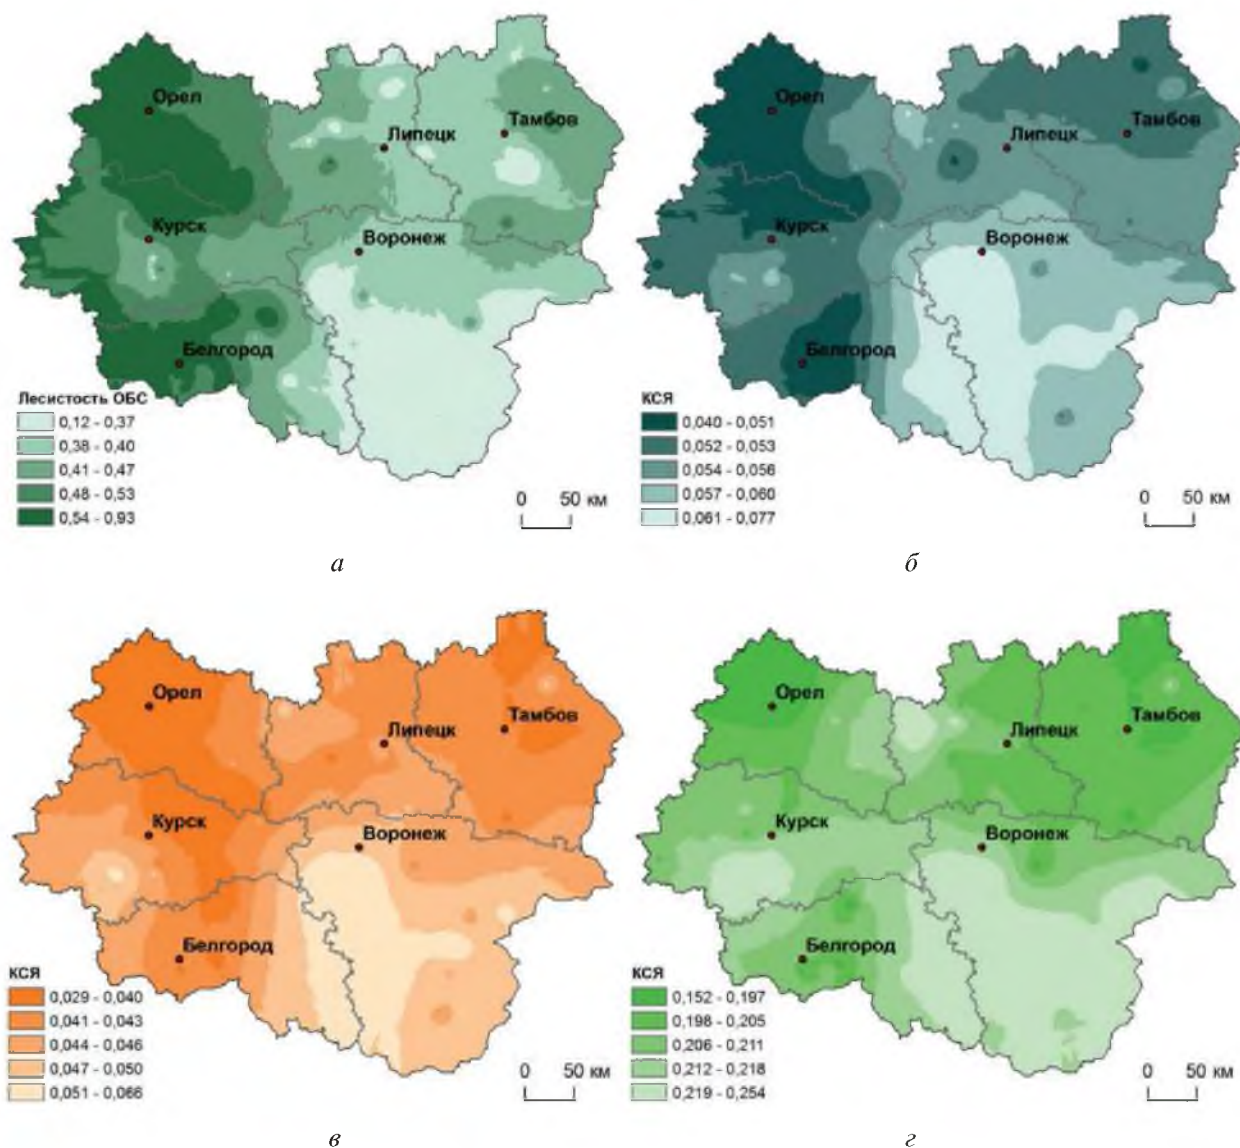 Орел
Тамбов
Липецк
Курск
Воронеж
Белгород
Лесистость ОБС
0,12 - 0,37
0,38 - 0,40
0,41 - 0,47
0,48 - 0,53
0,54 - 0,93
0 50 км
а
Орел
Тамбов
Липецк
Курск
Воронеж
Белгород
КСЯ
0,040 - 0,051
0,052 - 0,053
0,054 - 0,056
0,057 - 0,060
0,061 - 0,077
0 50 км
б
Орел
Тамбов
Липецк
Курск
Воронеж
Белгород
КСЯ
0,029 - 0,040
0,041 - 0,043
0,044 - 0,046
0,047 - 0,050
0,051 - 0,066
0 50 км
в
Орел
Тамбов
Липецк
Курск
Воронеж
Белгород
КСЯ
0,152 - 0,197
0,198 - 0,205
0,206 - 0,211
0,212 - 0,218
0,219 - 0,254
0 50 км
г